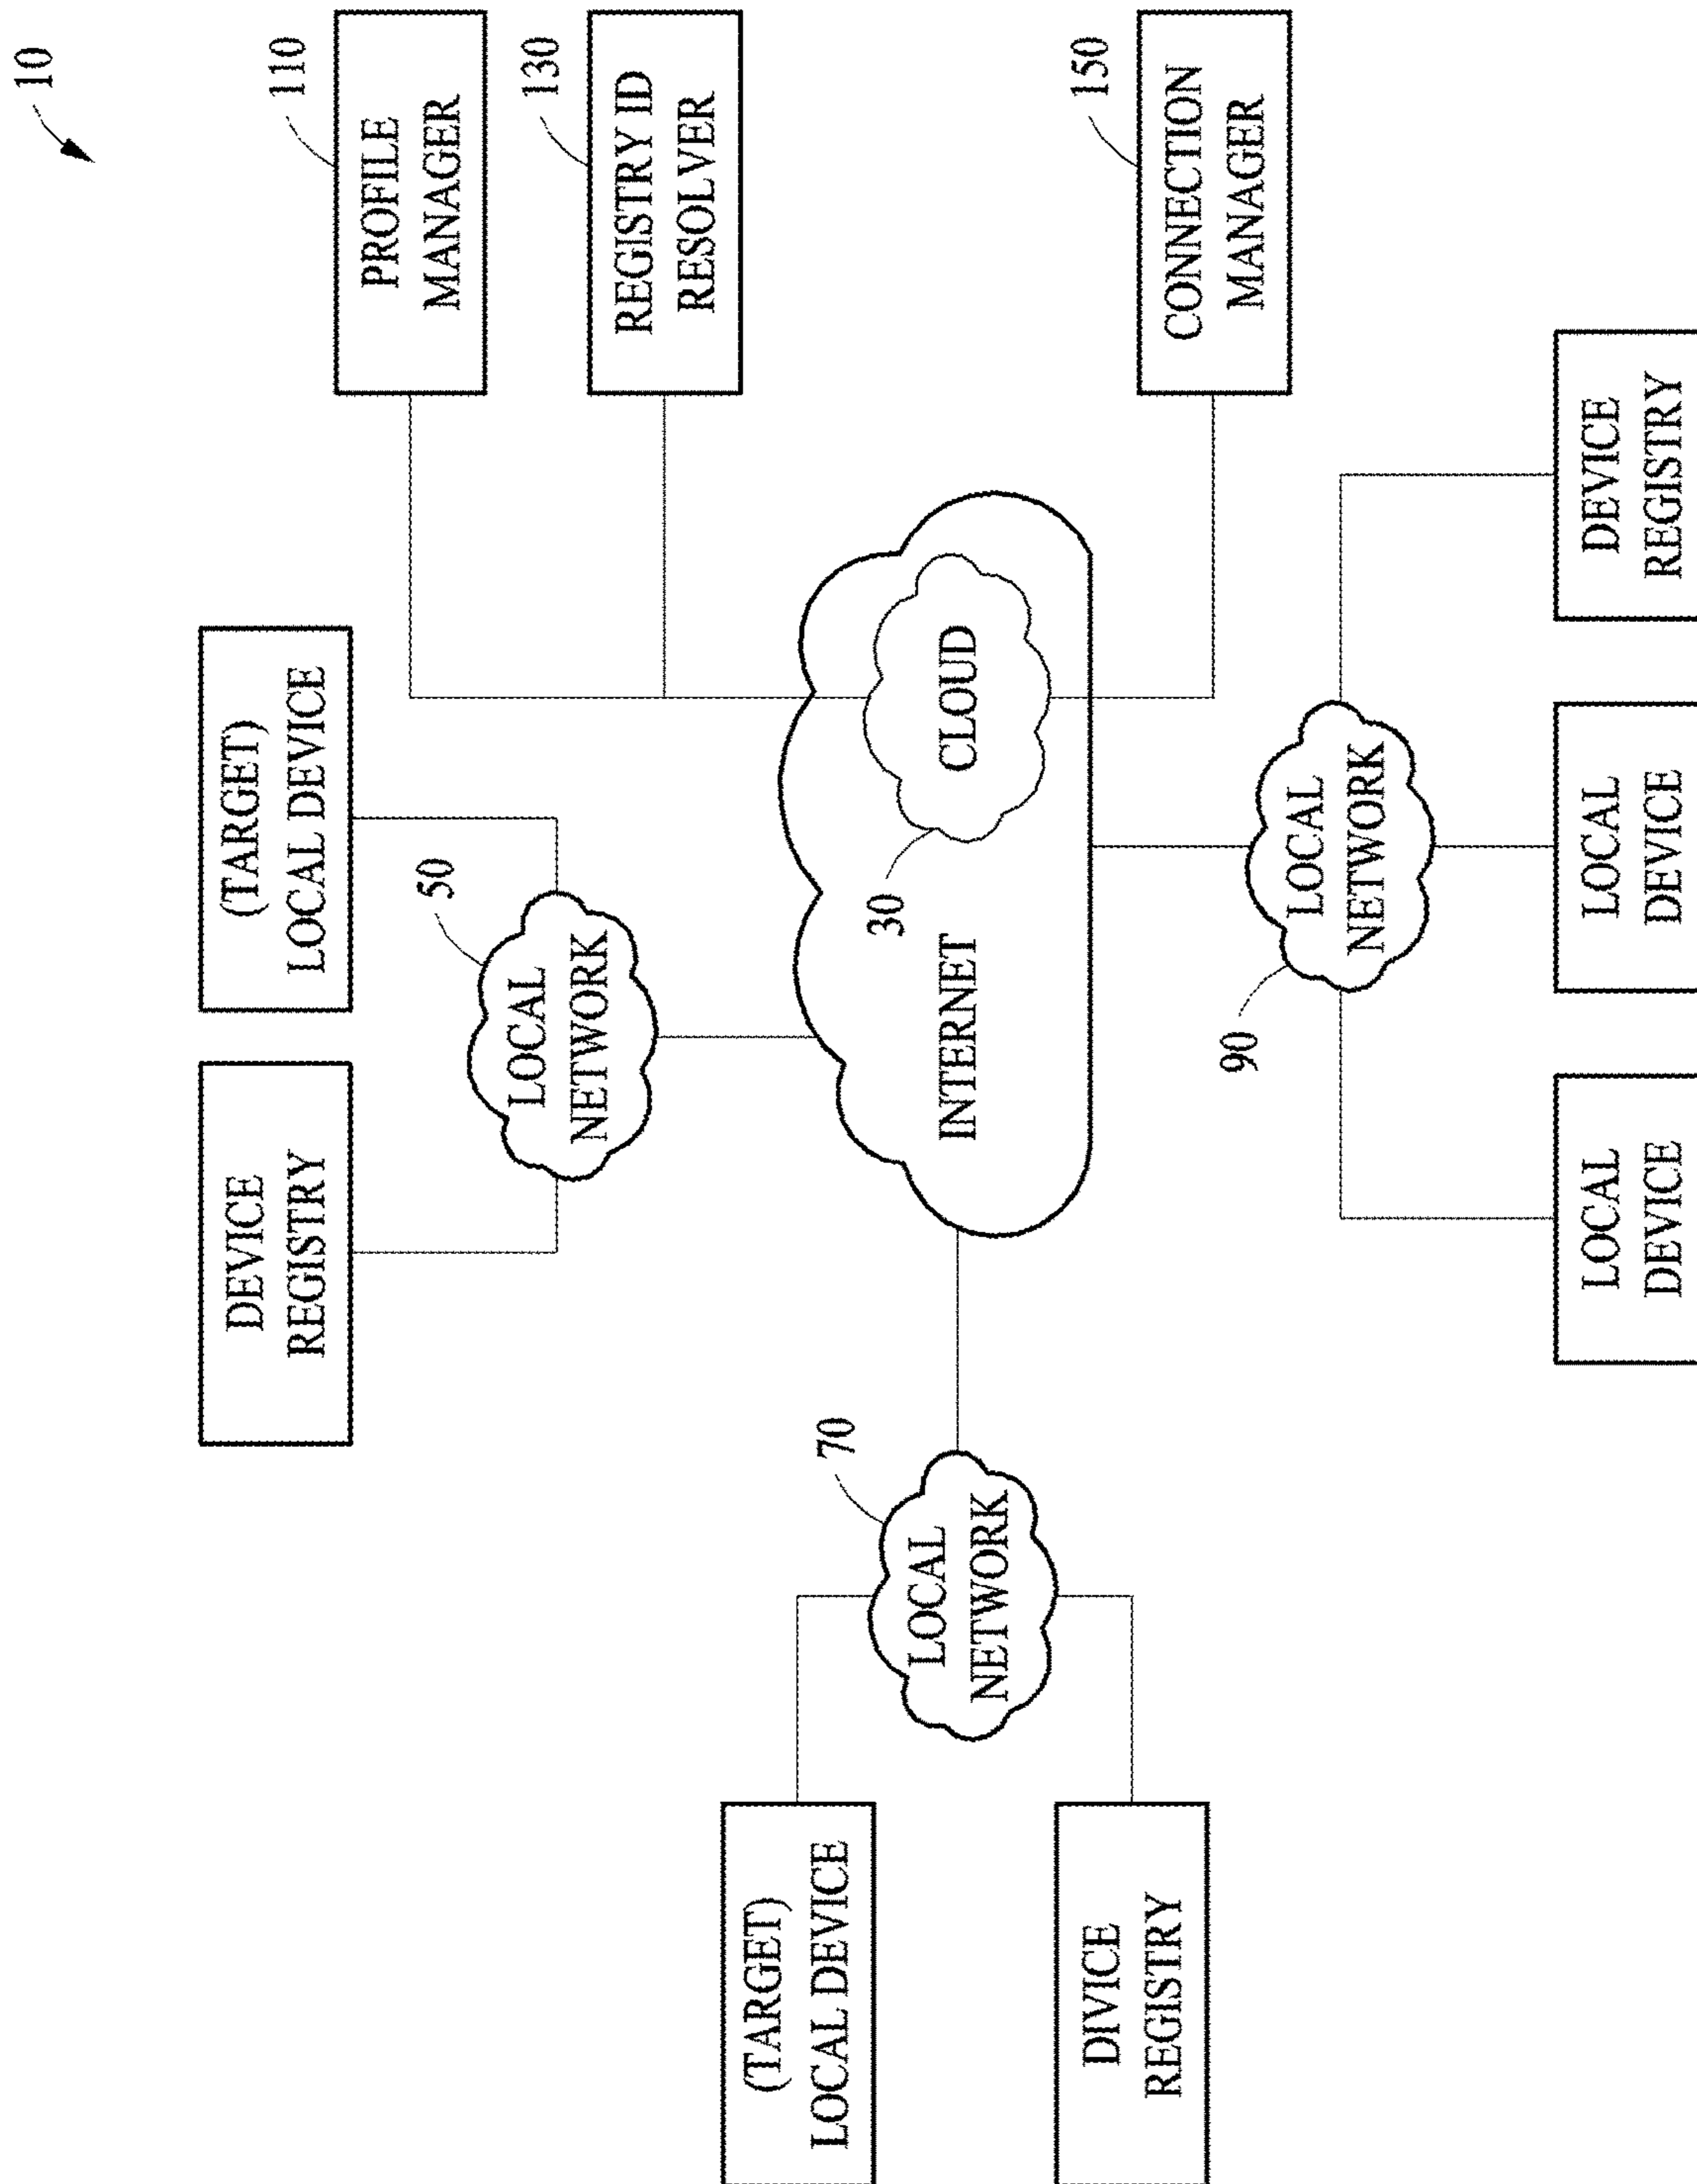 10
DEVICE
REGISTRY
(TARGET)
LOCAL DEVICE
110
PROFILE
MANAGER
50
LOCAL
NETWORK
130
REGISTRY ID
RESOLVER
(TARGET)
LOCAL DEVICE
70
LOCAL
NETWORK
30
INTERNET
CLOUD
DIVICE
REGISTRY
150
CONNECTION
MANAGER
90
LOCAL
NETWORK
LOCAL
DEVICE
LOCAL
DEVICE
DEVICE
REGISTRY